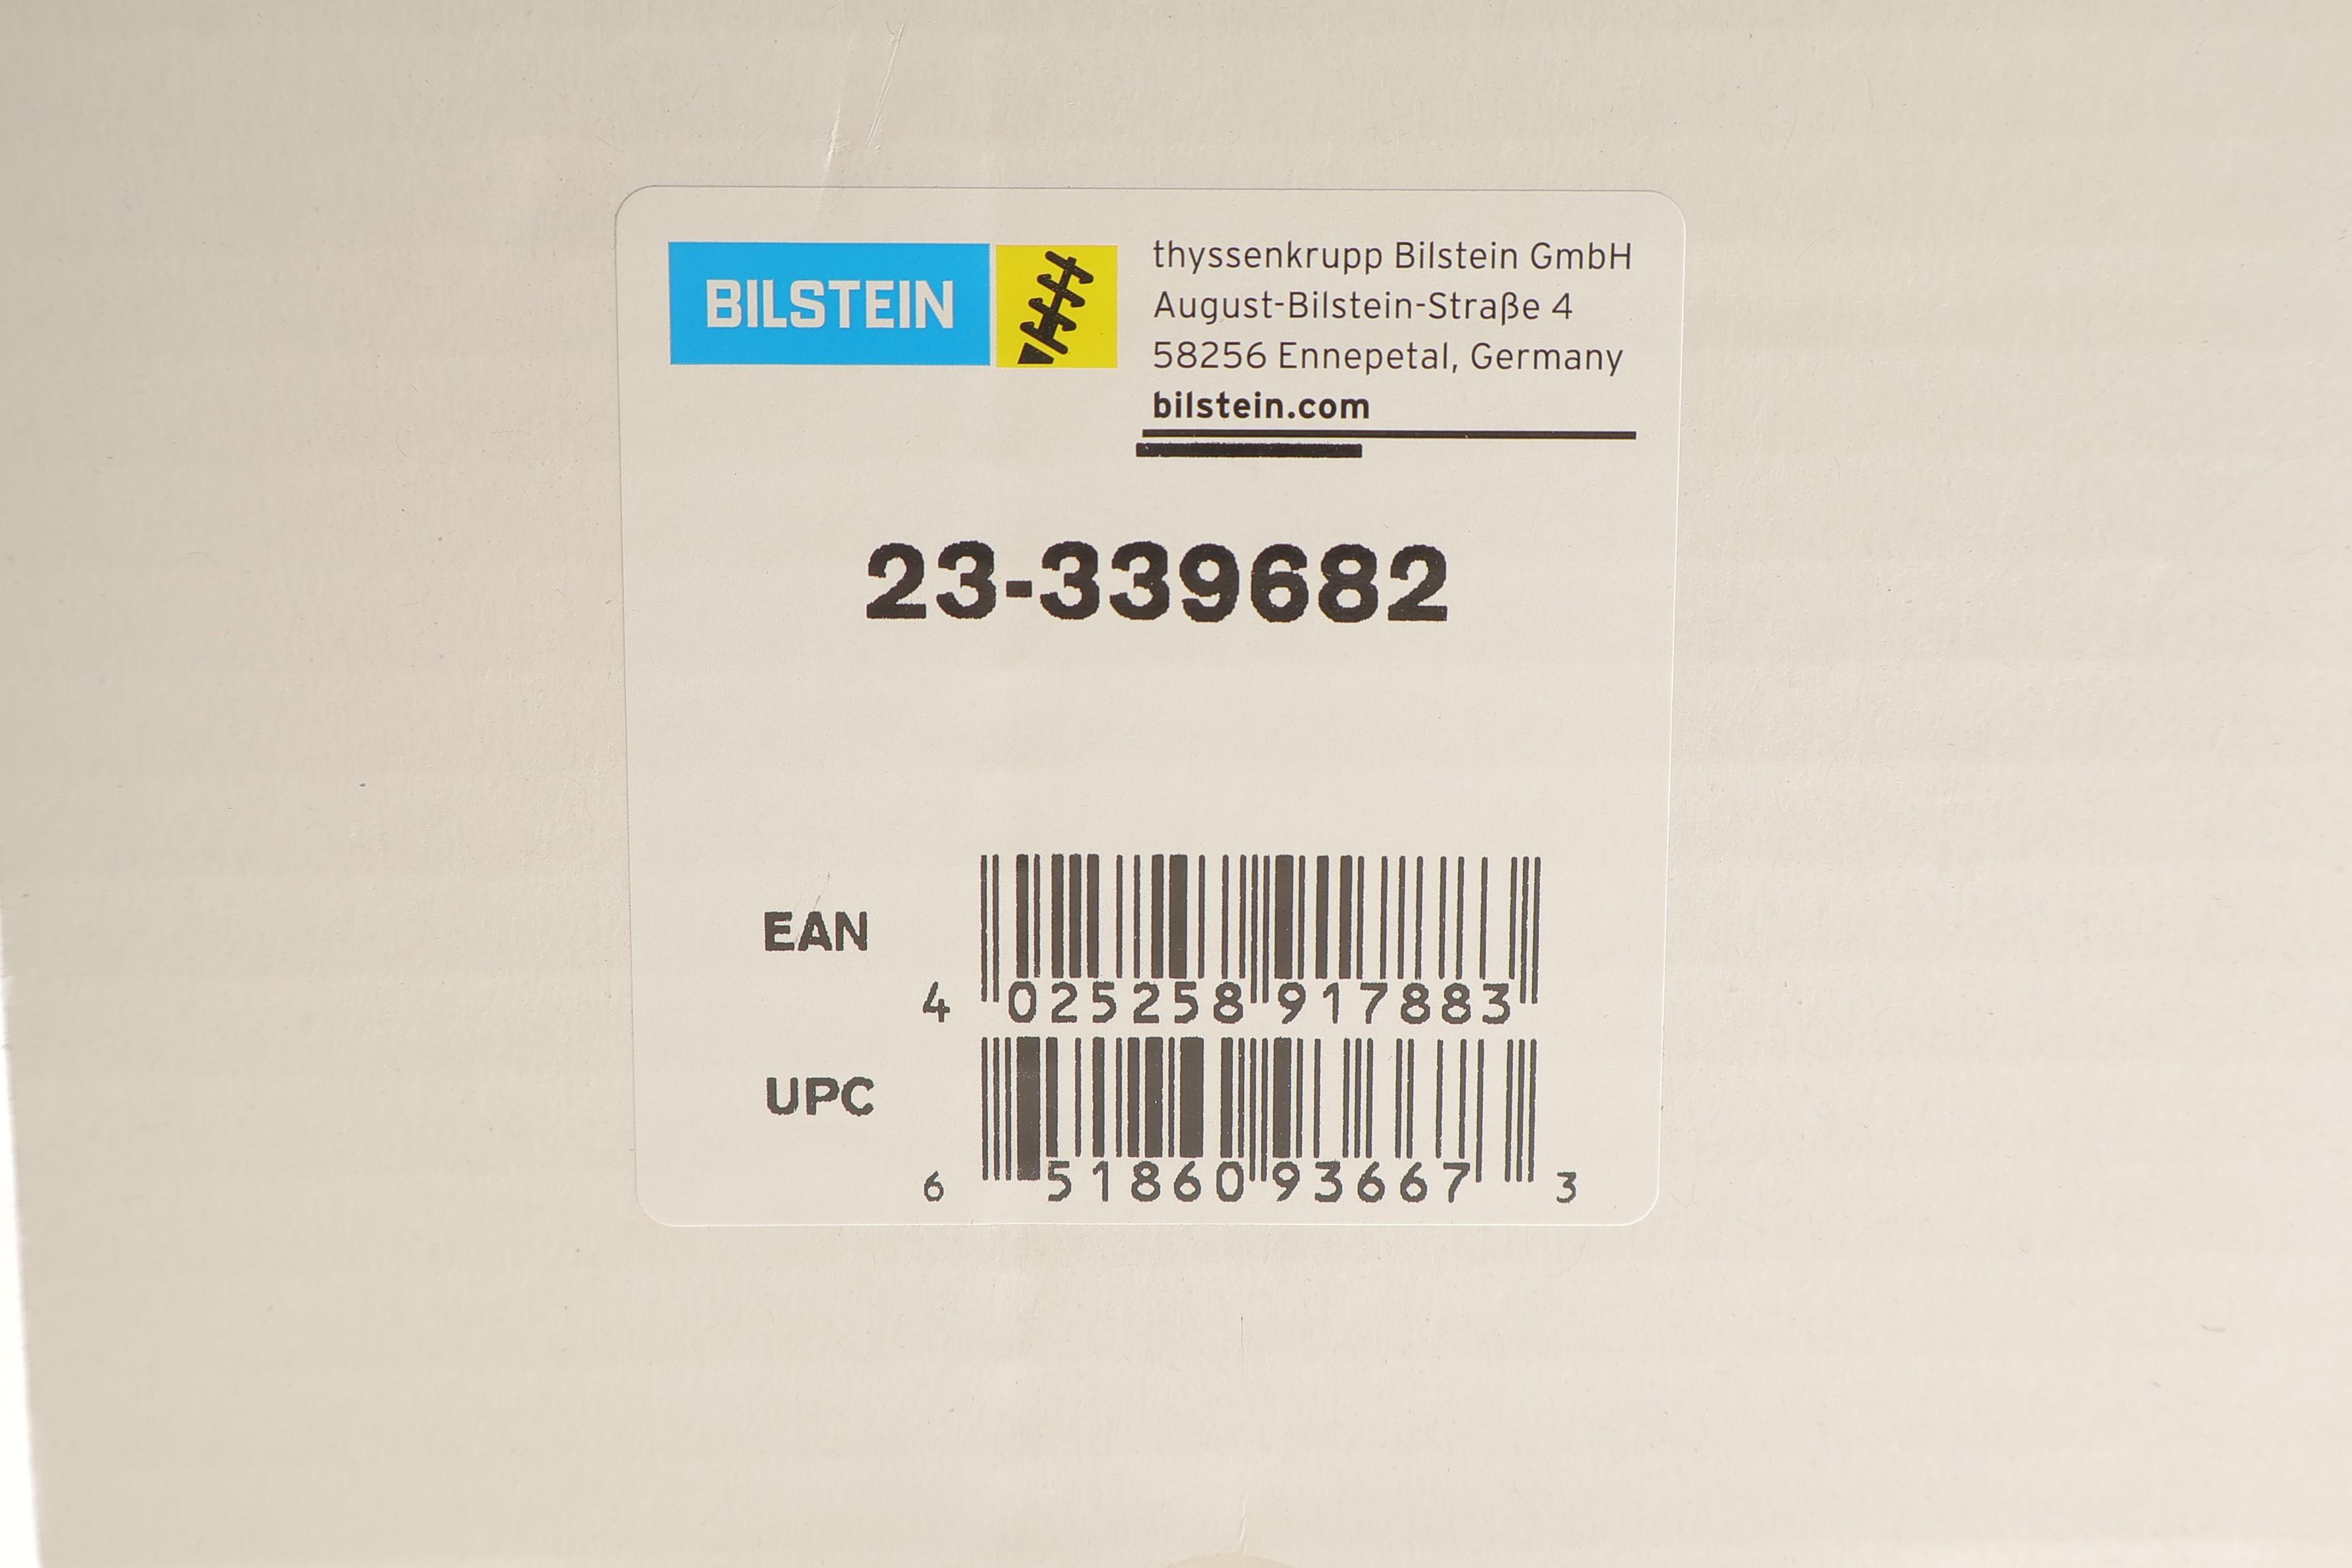 BILSTEIN
thyssenkrupp Bilstein GmbH
August-Bilstein-Straße 4
58256 Ennepetal, Germany
bilstein.com
23-339682
EAN
4 025258 917883
UPC
6 51860 93667 3